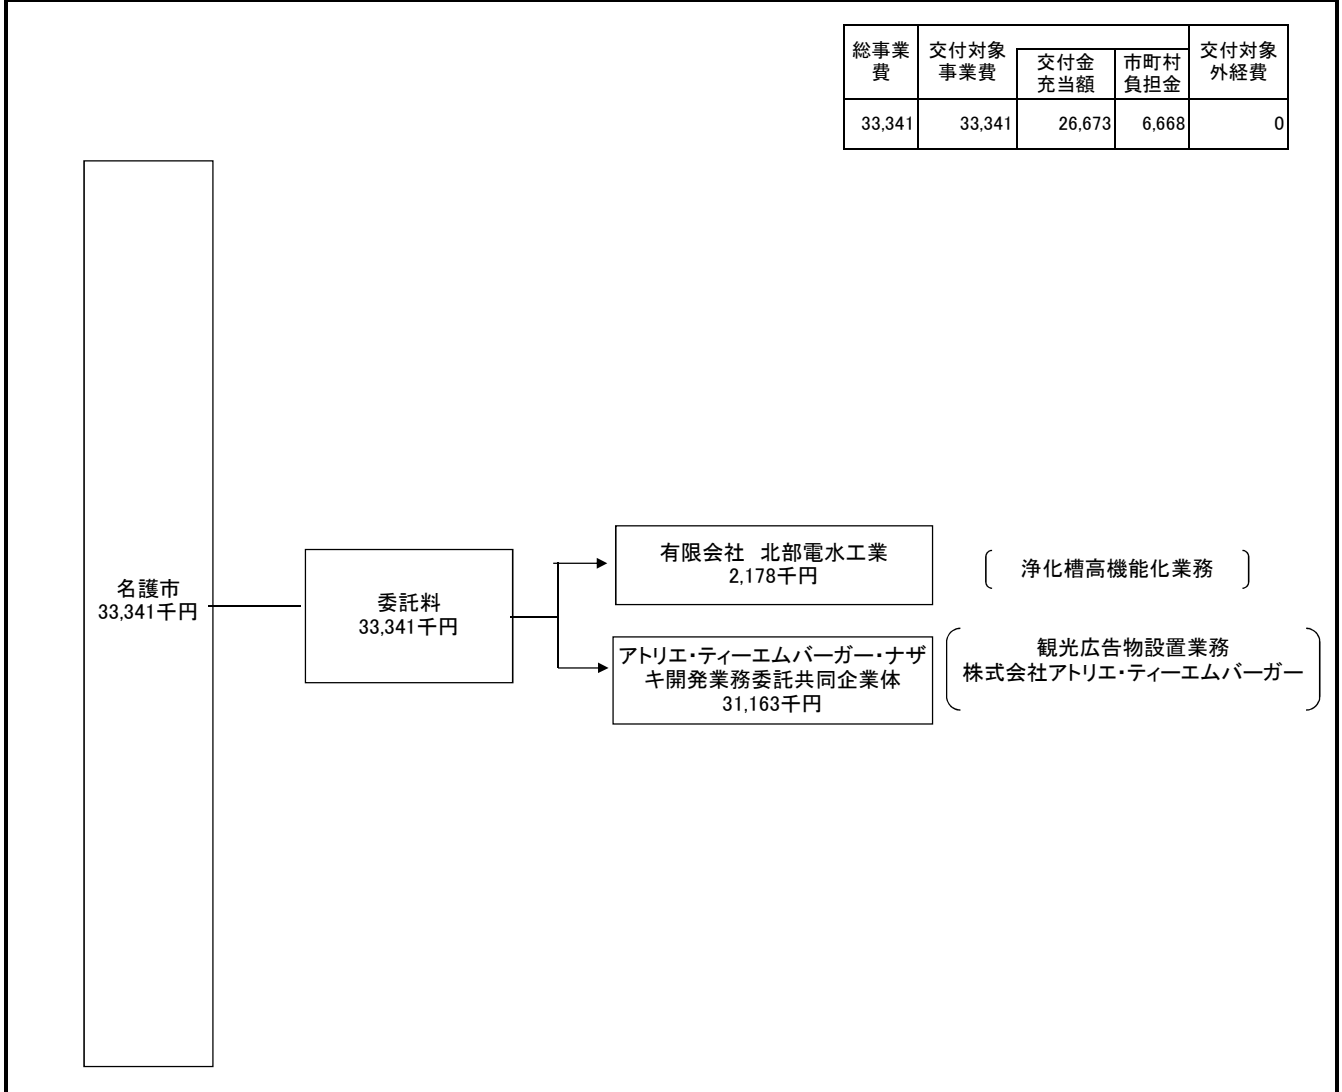 総事業
費
交付対象
事業費
交付金
充当額
市町村
負担金
交付対象
外経費
33,341
33,341
26,673
6,668
0
名護市
33,341千円
委託料
33,341千円
有限会社　北部電水工業
2,178千円
浄化槽高機能化業務
アトリエ・ティーエムバーガー・ナザ
キ開発業務委託共同企業体
31,163千円
観光広告物設置業務
株式会社アトリエ・ティーエムバーガー